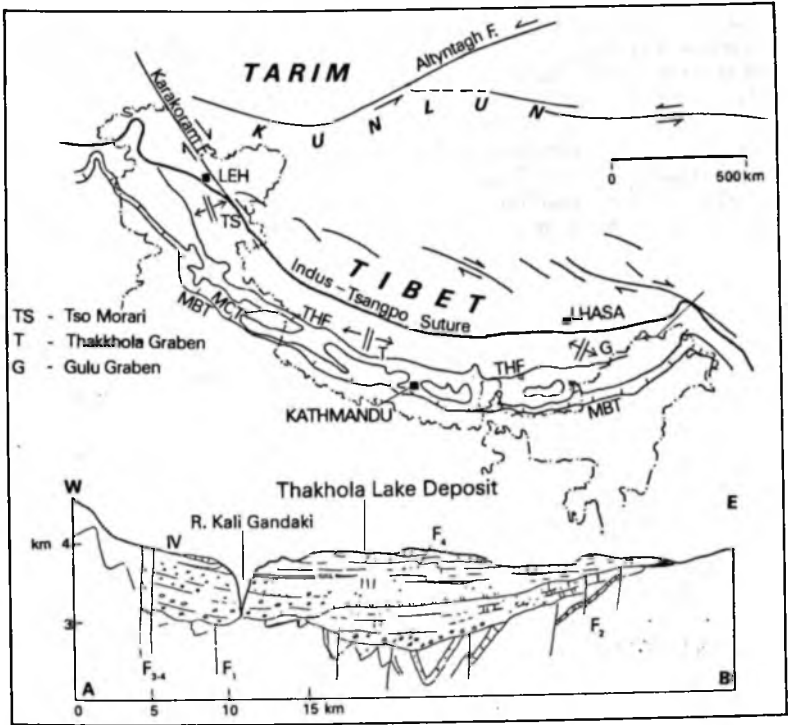 Altyntagh F.
TARIM
Karakoram F.
K U N L U N
0 500 km
LEH
TS
TIBET
Indus-Tsangpo Suture
LHASA
TS - Tso Morari
T - Thakkhola Graben
G - Gulu Graben
MBT
MCT
THF
T
THF
G
MBT
KATHMANDU
W
E
Thakhola Lake Deposit
R. Kali Gandaki
km 4
IV
F4
III
II
3
F3-4
F1
F2
A
B
0 5 10 15 km